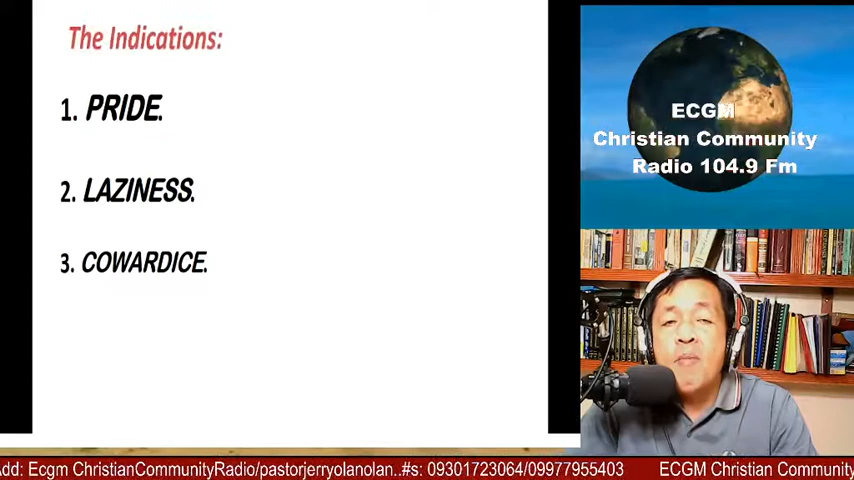 The Indications:
1. PRIDE.
2. LAZINESS.
3. COWARDICE.
ECGM
Christian Community
Radio 104.9 Fm
Add: Ecgm ChristianCommunityRadio/pastorjerryolanolan..#s: 09301723064/09977955403 ECGM Christian Community